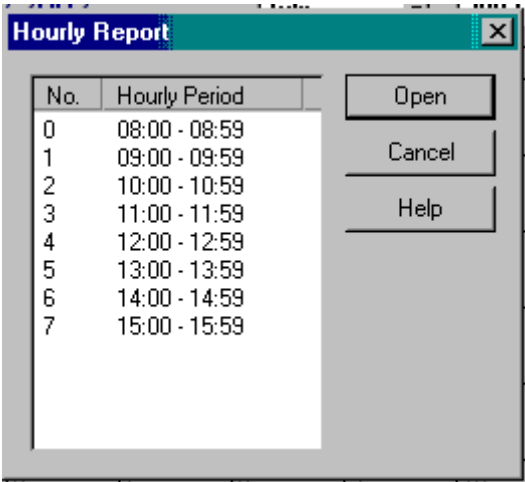 Hourly Report
No. Hourly Period
0 08:00 - 08:59
1 09:00 - 09:59
2 10:00 - 10:59
3 11:00 - 11:59
4 12:00 - 12:59
5 13:00 - 13:59
6 14:00 - 14:59
7 15:00 - 15:59
Open
Cancel
Help